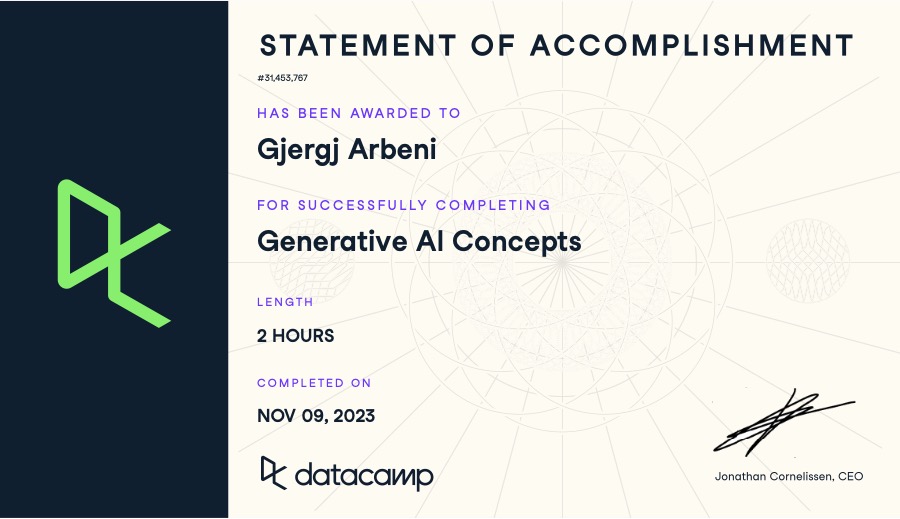 STATEMENT OF ACCOMPLISHMENT
#31,453,767
HAS BEEN AWARDED TO
Gjergj Arbeni
FOR SUCCESSFULLY COMPLETING
Generative AI Concepts
LENGTH
2 HOURS
COMPLETED ON
NOV 09, 2023
datacamp
Jonathan Cornelissen, CEO